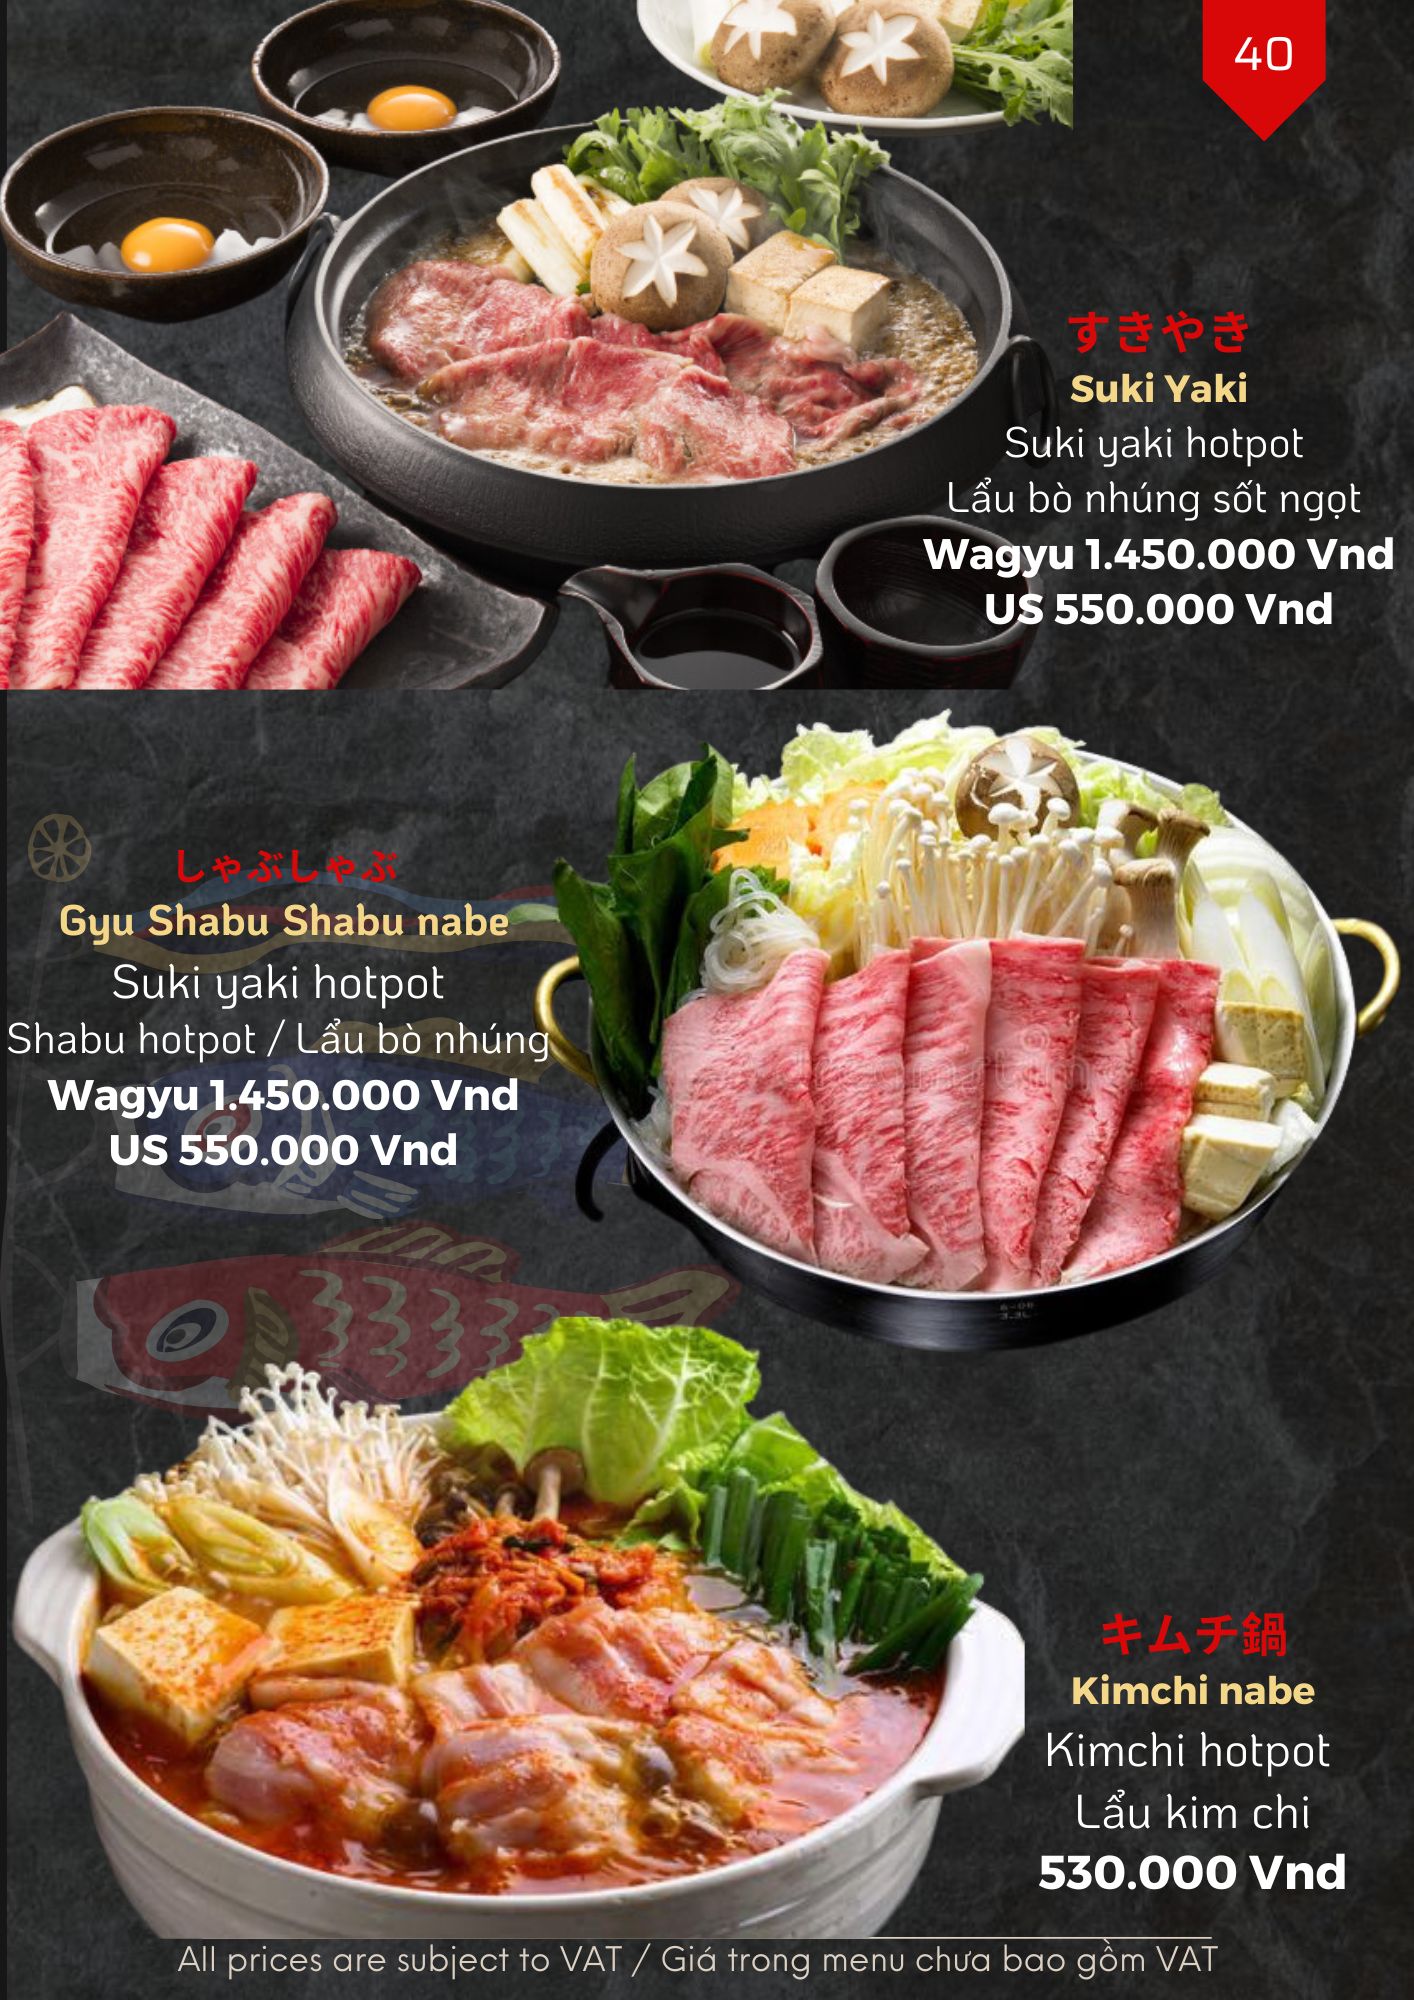 40
すきやき
Suki Yaki
Suki yaki hotpot
Lẩu bò nhúng sốt ngọt
Wagyu 1.450.000 Vnd
US 550.000 Vnd
しゃぶしゃぶ
Gyu Shabu Shabu nabe
Suki yaki hotpot
Shabu hotpot / Lẩu bò nhúng
Wagyu 1.450.000 Vnd
US 550.000 Vnd
キムチ鍋
Kimchi nabe
Kimchi hotpot
Lẩu kim chi
530.000 Vnd
All prices are subject to VAT / Giá trong menu chưa bao gồm VAT